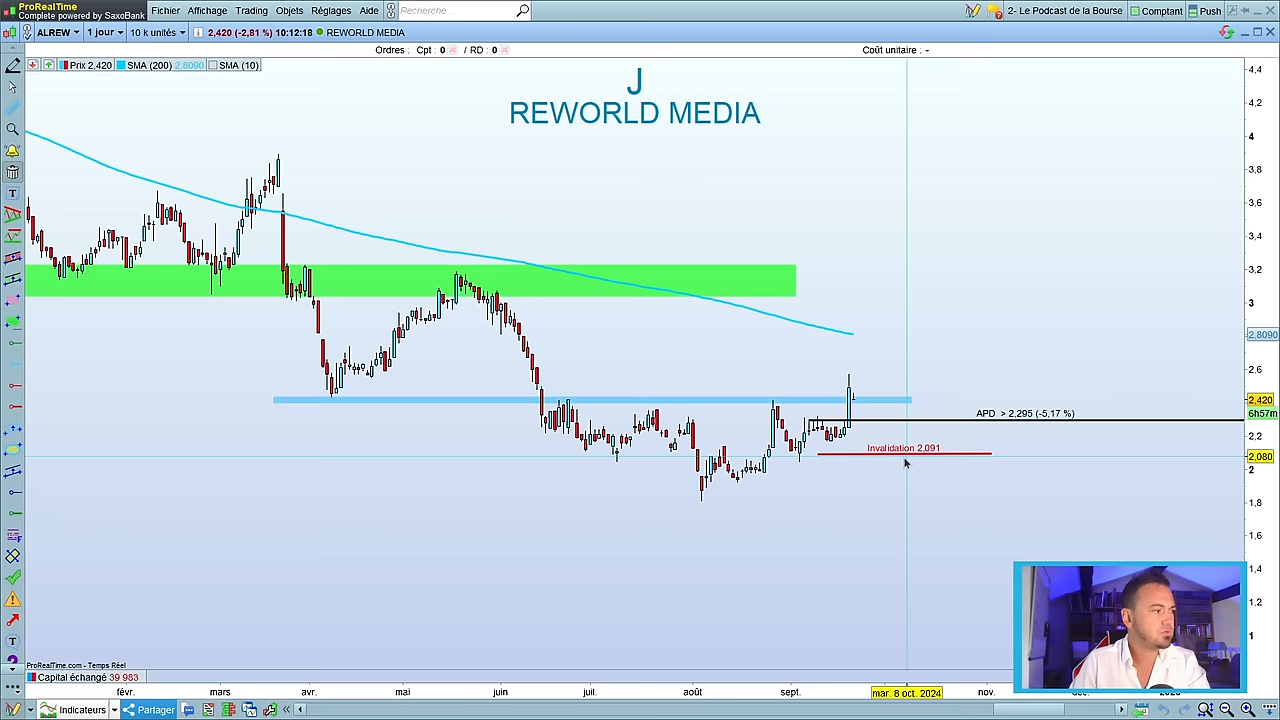 ProRealTime
Complete powered by SaxoBank
Fichier Affichage Trading Objets Réglages Aide Recherche... 2- Le Podcast de la Bourse Comptant Push
ALREW 1 jour 10 k unités 2,420 (-2,81 %) 10:12:18 REWORLD MEDIA
Ordres : Cpt : 0 / RD : 0 Coût unitaire : -
Prix 2,420 SMA (200) 2,8090 SMA (10)
J
REWORLD MEDIA
4,4
4,2
4
3,8
3,6
3,4
3,2
3
2,8090
2,6
2,420
6h57m
APD > 2,295 (-5,17 %)
2,2
Invalidation 2,091
2,080
2
1,8
1,6
1,4
1,2
1
ProRealTime.com - Temps Réel
Capital échangé 39 983
févr. mars avr. mai juin juil. août sept. mar. 8 oct. 2024 nov.
Indicateurs Partager